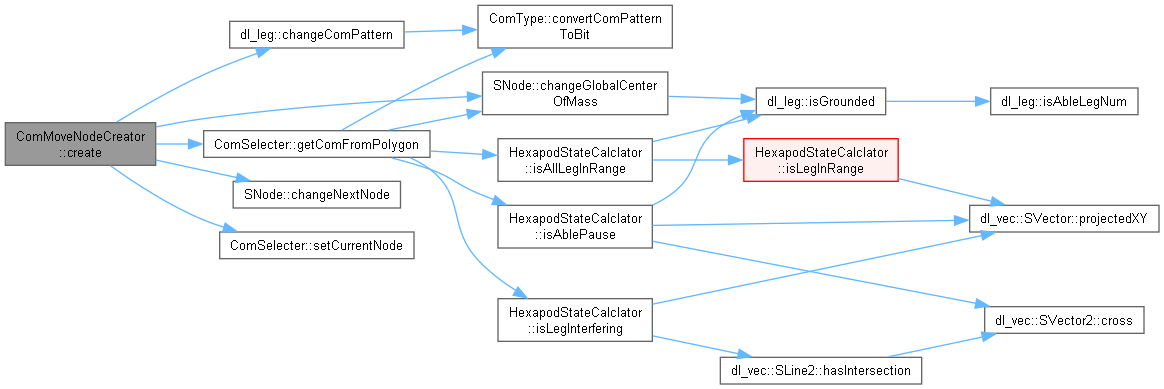 ComMoveNodeCreator
::create
dl_leg::changeComPattern
ComType::convertComPattern
ToBit
SNode::changeGlobalCenter
OfMass
ComSelecter::getComFromPolygon
SNode::changeNextNode
ComSelecter::setCurrentNode
HexapodStateCalclator
::isAllLegInRange
HexapodStateCalclator
::isAblePause
HexapodStateCalclator
::isLegInterfering
dl_leg::isGrounded
HexapodStateCalclator
::isLegInRange
dl_vec::SLine2::hasIntersection
dl_leg::isAbleLegNum
dl_vec::SVector::projectedXY
dl_vec::SVector2::cross